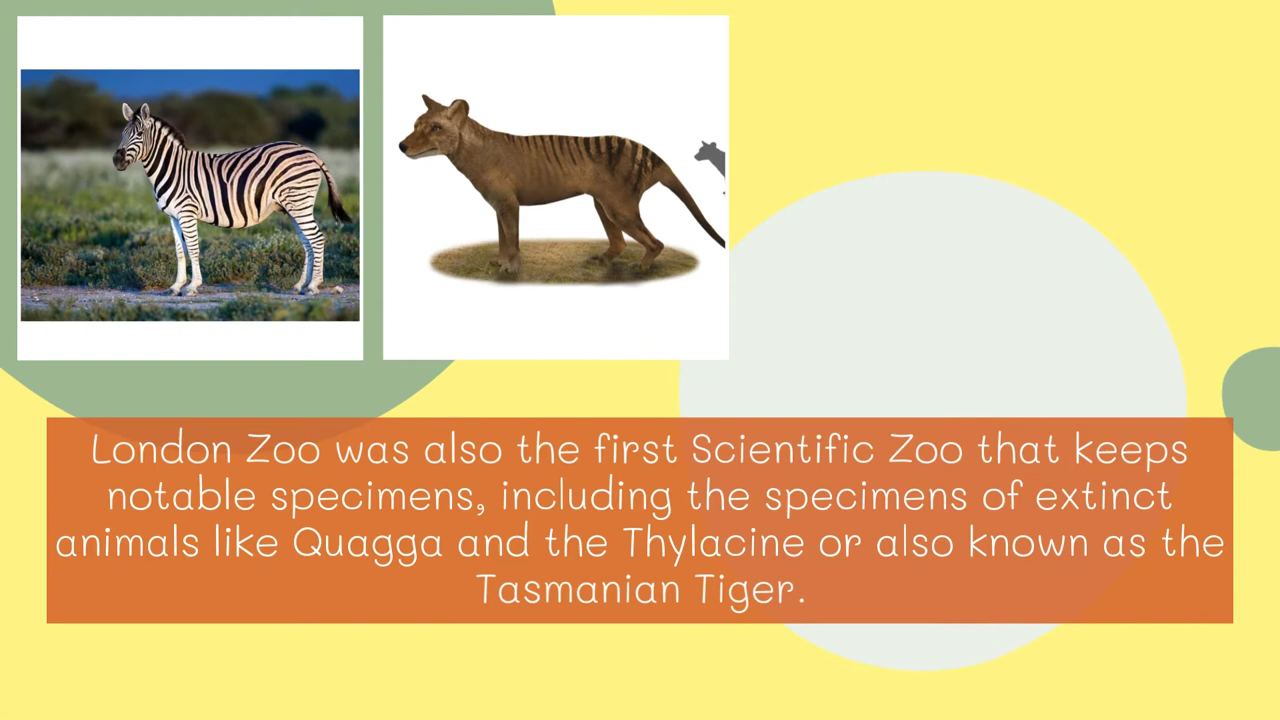 London Zoo was also the first Scientific Zoo that keeps
notable specimens, including the specimens of extinct
animals like Quagga and the Thylacine or also known as the
Tasmanian Tiger.